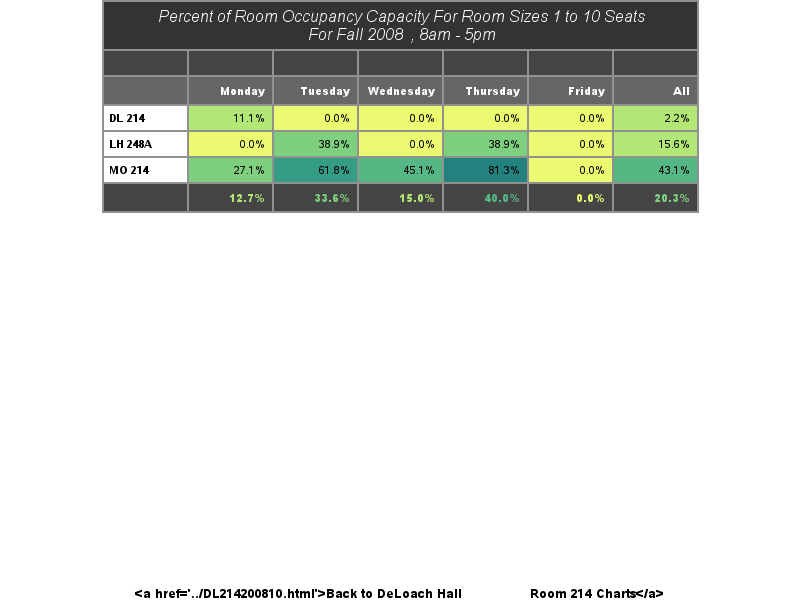 Percent of Room Occupancy Capacity For Room Sizes 1 to 10 Seats
For Fall 2008 , 8am - 5pm
Monday Tuesday Wednesday Thursday Friday All
DL 214 11.1% 0.0% 0.0% 0.0% 0.0% 2.2%
LH 248A 0.0% 38.9% 0.0% 38.9% 0.0% 15.6%
MO 214 27.1% 61.8% 45.1% 81.3% 0.0% 43.1%
12.7% 33.6% 15.0% 40.0% 0.0% 20.3%
<a href='../DL214200810.html'>Back to DeLoach Hall Room 214 Charts</a>